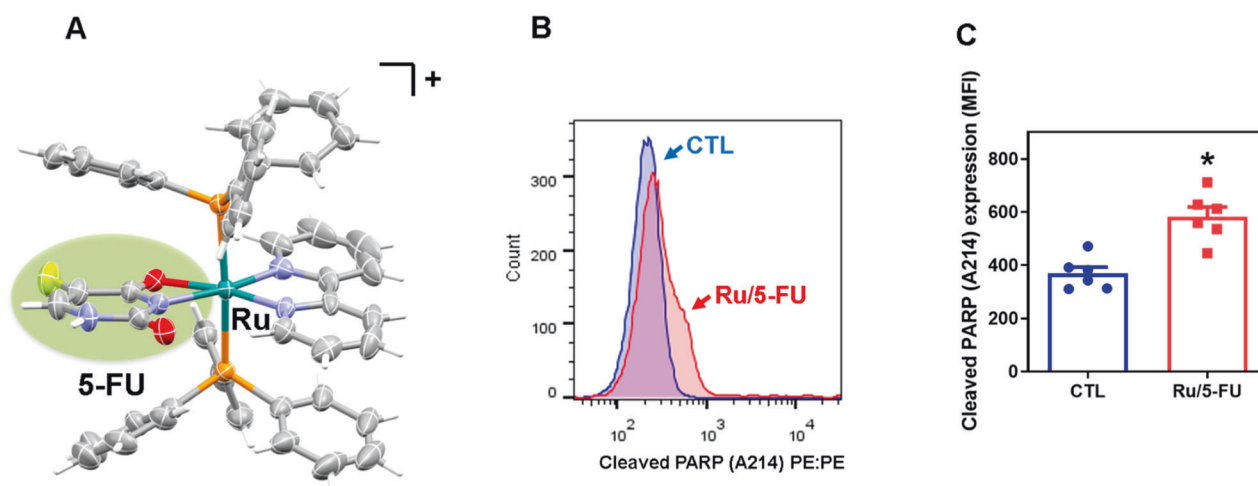 A
B
C
+
Ru
5-FU
CTL
Ru/5-FU
Count
300
200
100
0
10²
10³
10⁴
Cleaved PARP (A214) PE:PE
Cleaved PARP (A214) expression (MFI)
800
600
400
200
0
*
CTL
Ru/5-FU